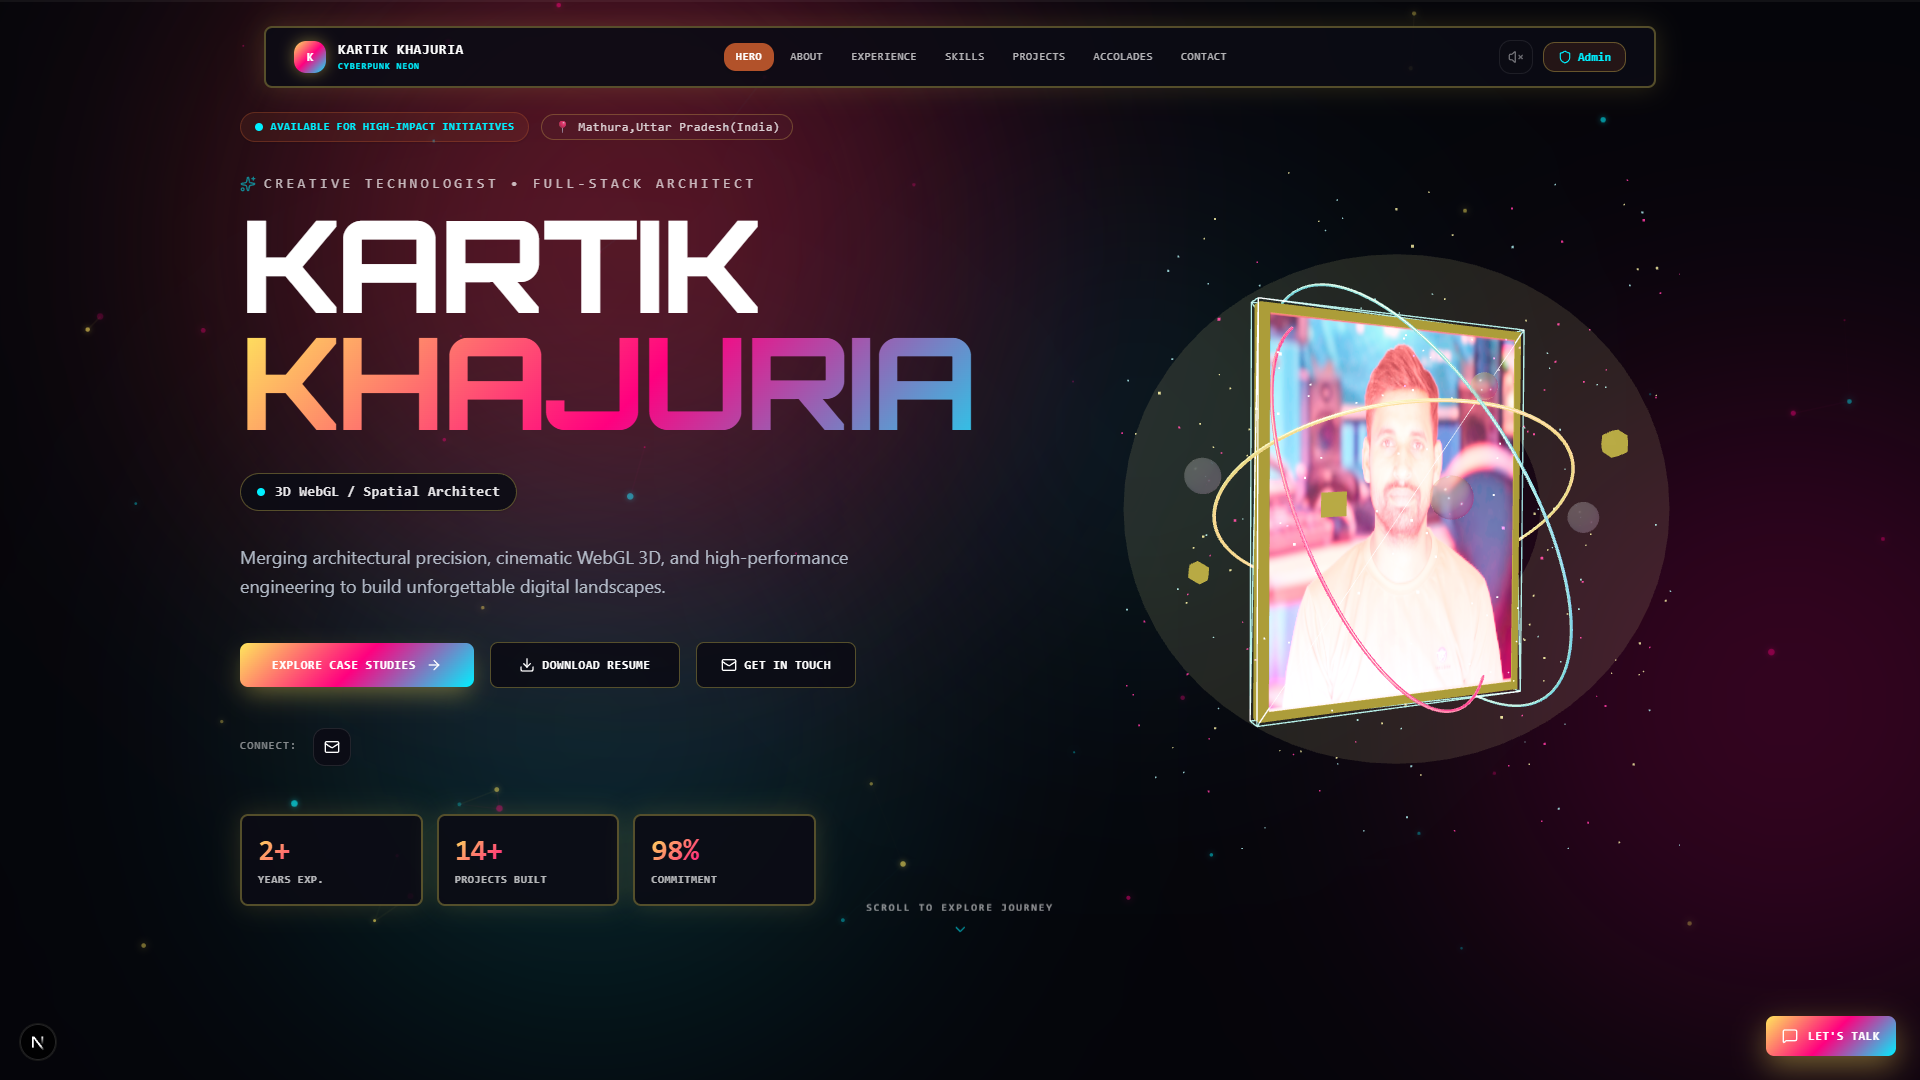 K
KARTIK KHAJURIA
CYBERPUNK NEON
HERO
ABOUT
EXPERIENCE
SKILLS
PROJECTS
ACCOLADES
CONTACT
Admin
AVAILABLE FOR HIGH-IMPACT INITIATIVES
Mathura,Uttar Pradesh(India)
CREATIVE TECHNOLOGIST • FULL-STACK ARCHITECT
KARTIK
KHAJURIA
3D WebGL / Spatial Architect
Merging architectural precision, cinematic WebGL 3D, and high-performance
engineering to build unforgettable digital landscapes.
EXPLORE CASE STUDIES
DOWNLOAD RESUME
GET IN TOUCH
CONNECT:
2+
YEARS EXP.
14+
PROJECTS BUILT
98%
COMMITMENT
SCROLL TO EXPLORE JOURNEY
N
LET'S TALK